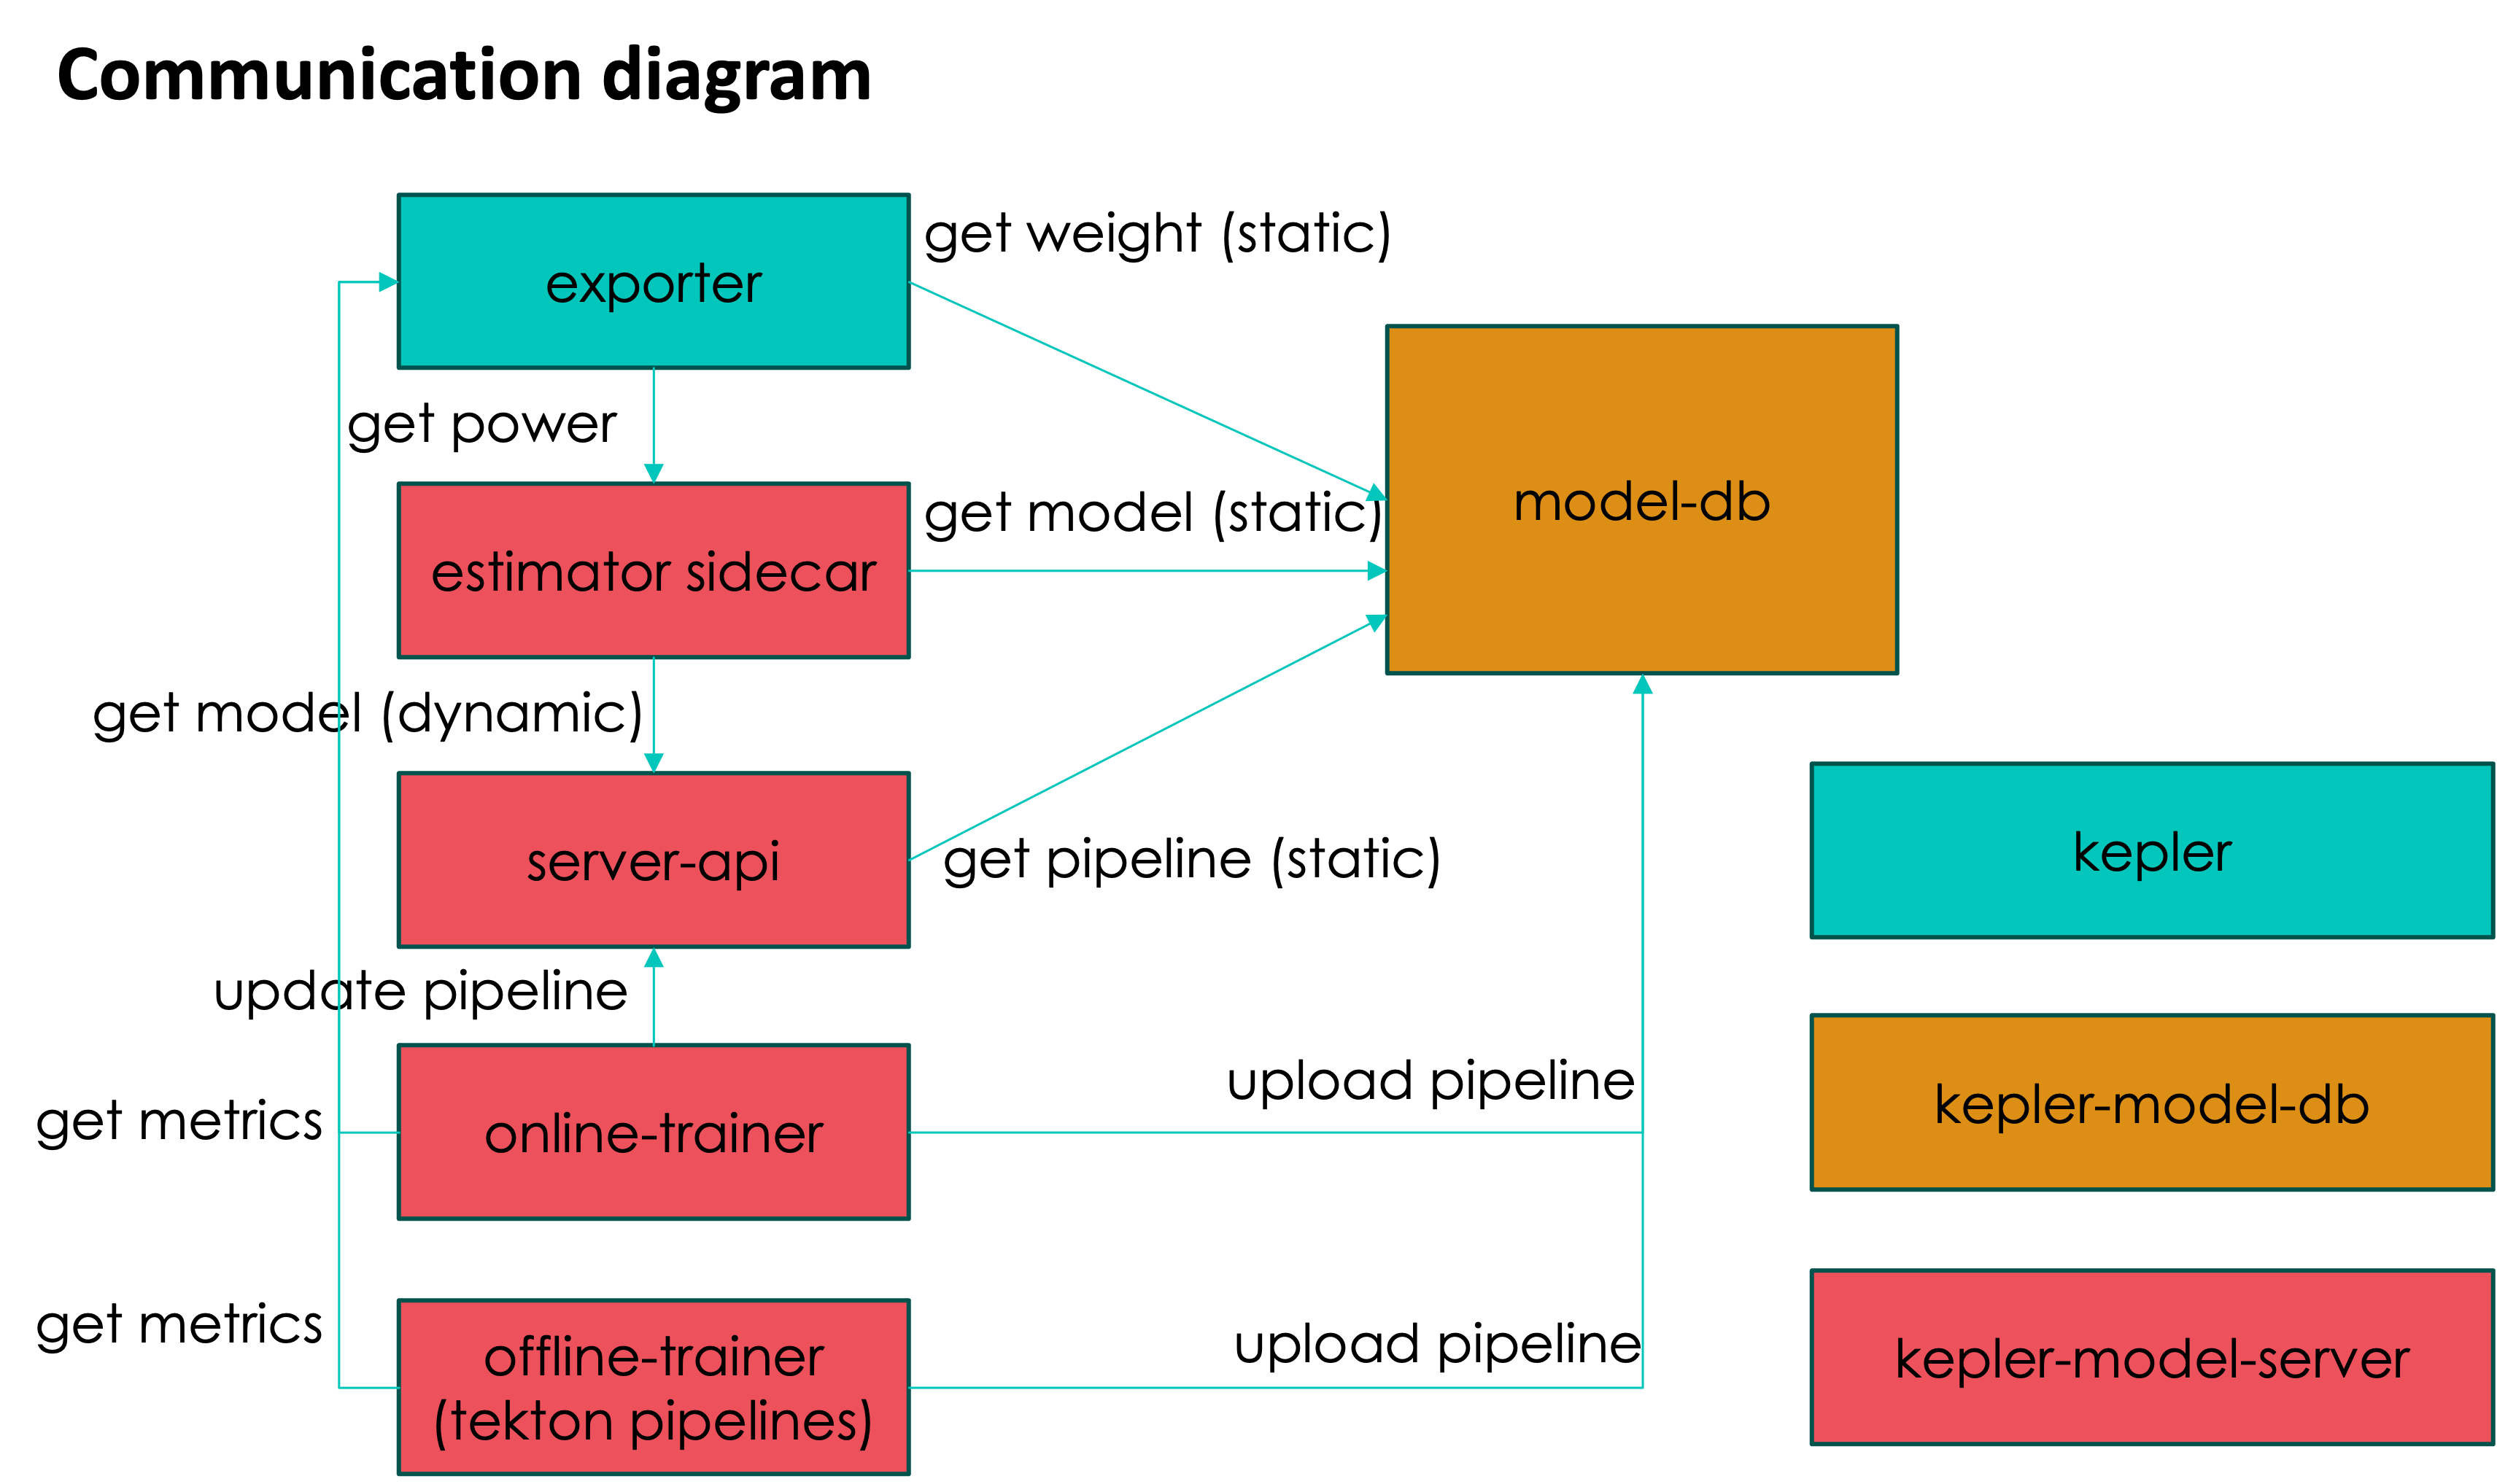 Communication diagram
exporter
get weight (static)
get power
estimator sidecar
get model (static)
model-db
get model (dynamic)
server-api
get pipeline (static)
kepler
update pipeline
online-trainer
get metrics
upload pipeline
kepler-model-db
get metrics
offline-trainer
(tekton pipelines)
upload pipeline
kepler-model-server